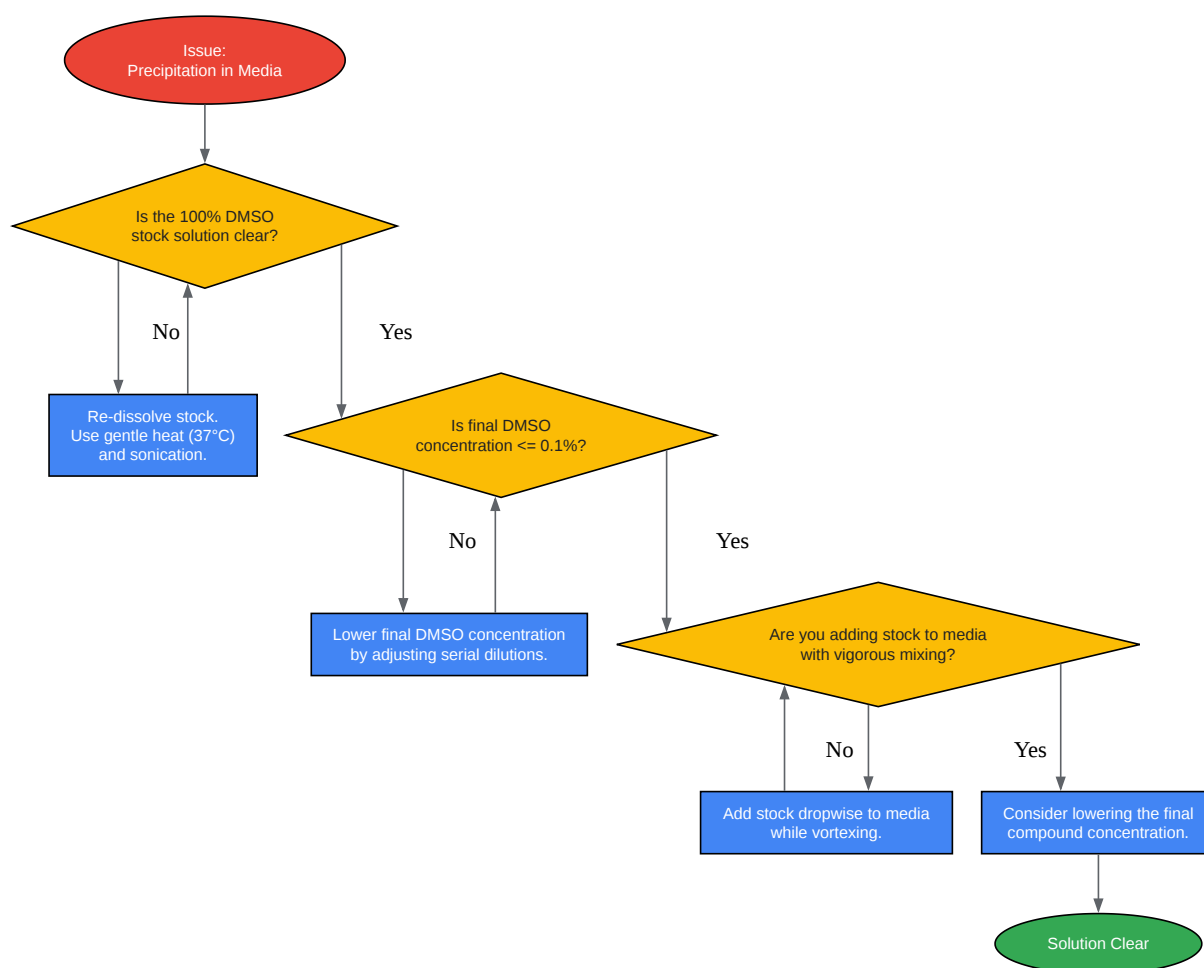 Issue:
Precipitation in Media
Is the 100% DMSO
stock solution clear?
No
Yes
Re-dissolve stock.
Use gentle heat (37°C)
and sonication.
Is final DMSO
concentration <= 0.1%?
No
Yes
Lower final DMSO concentration
by adjusting serial dilutions.
Are you adding stock to media
with vigorous mixing?
No
Yes
Add stock dropwise to media
while vortexing.
Consider lowering the final
compound concentration.
Solution Clear